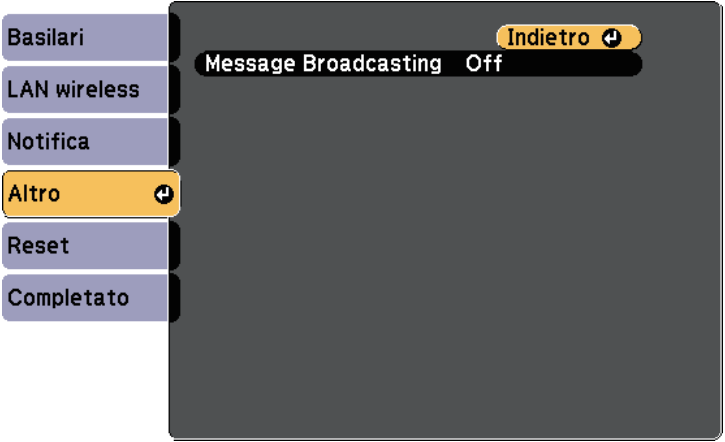 Basilari
LAN wireless
Notifica
Altro
Reset
Completato
Indietro
Message Broadcasting Off